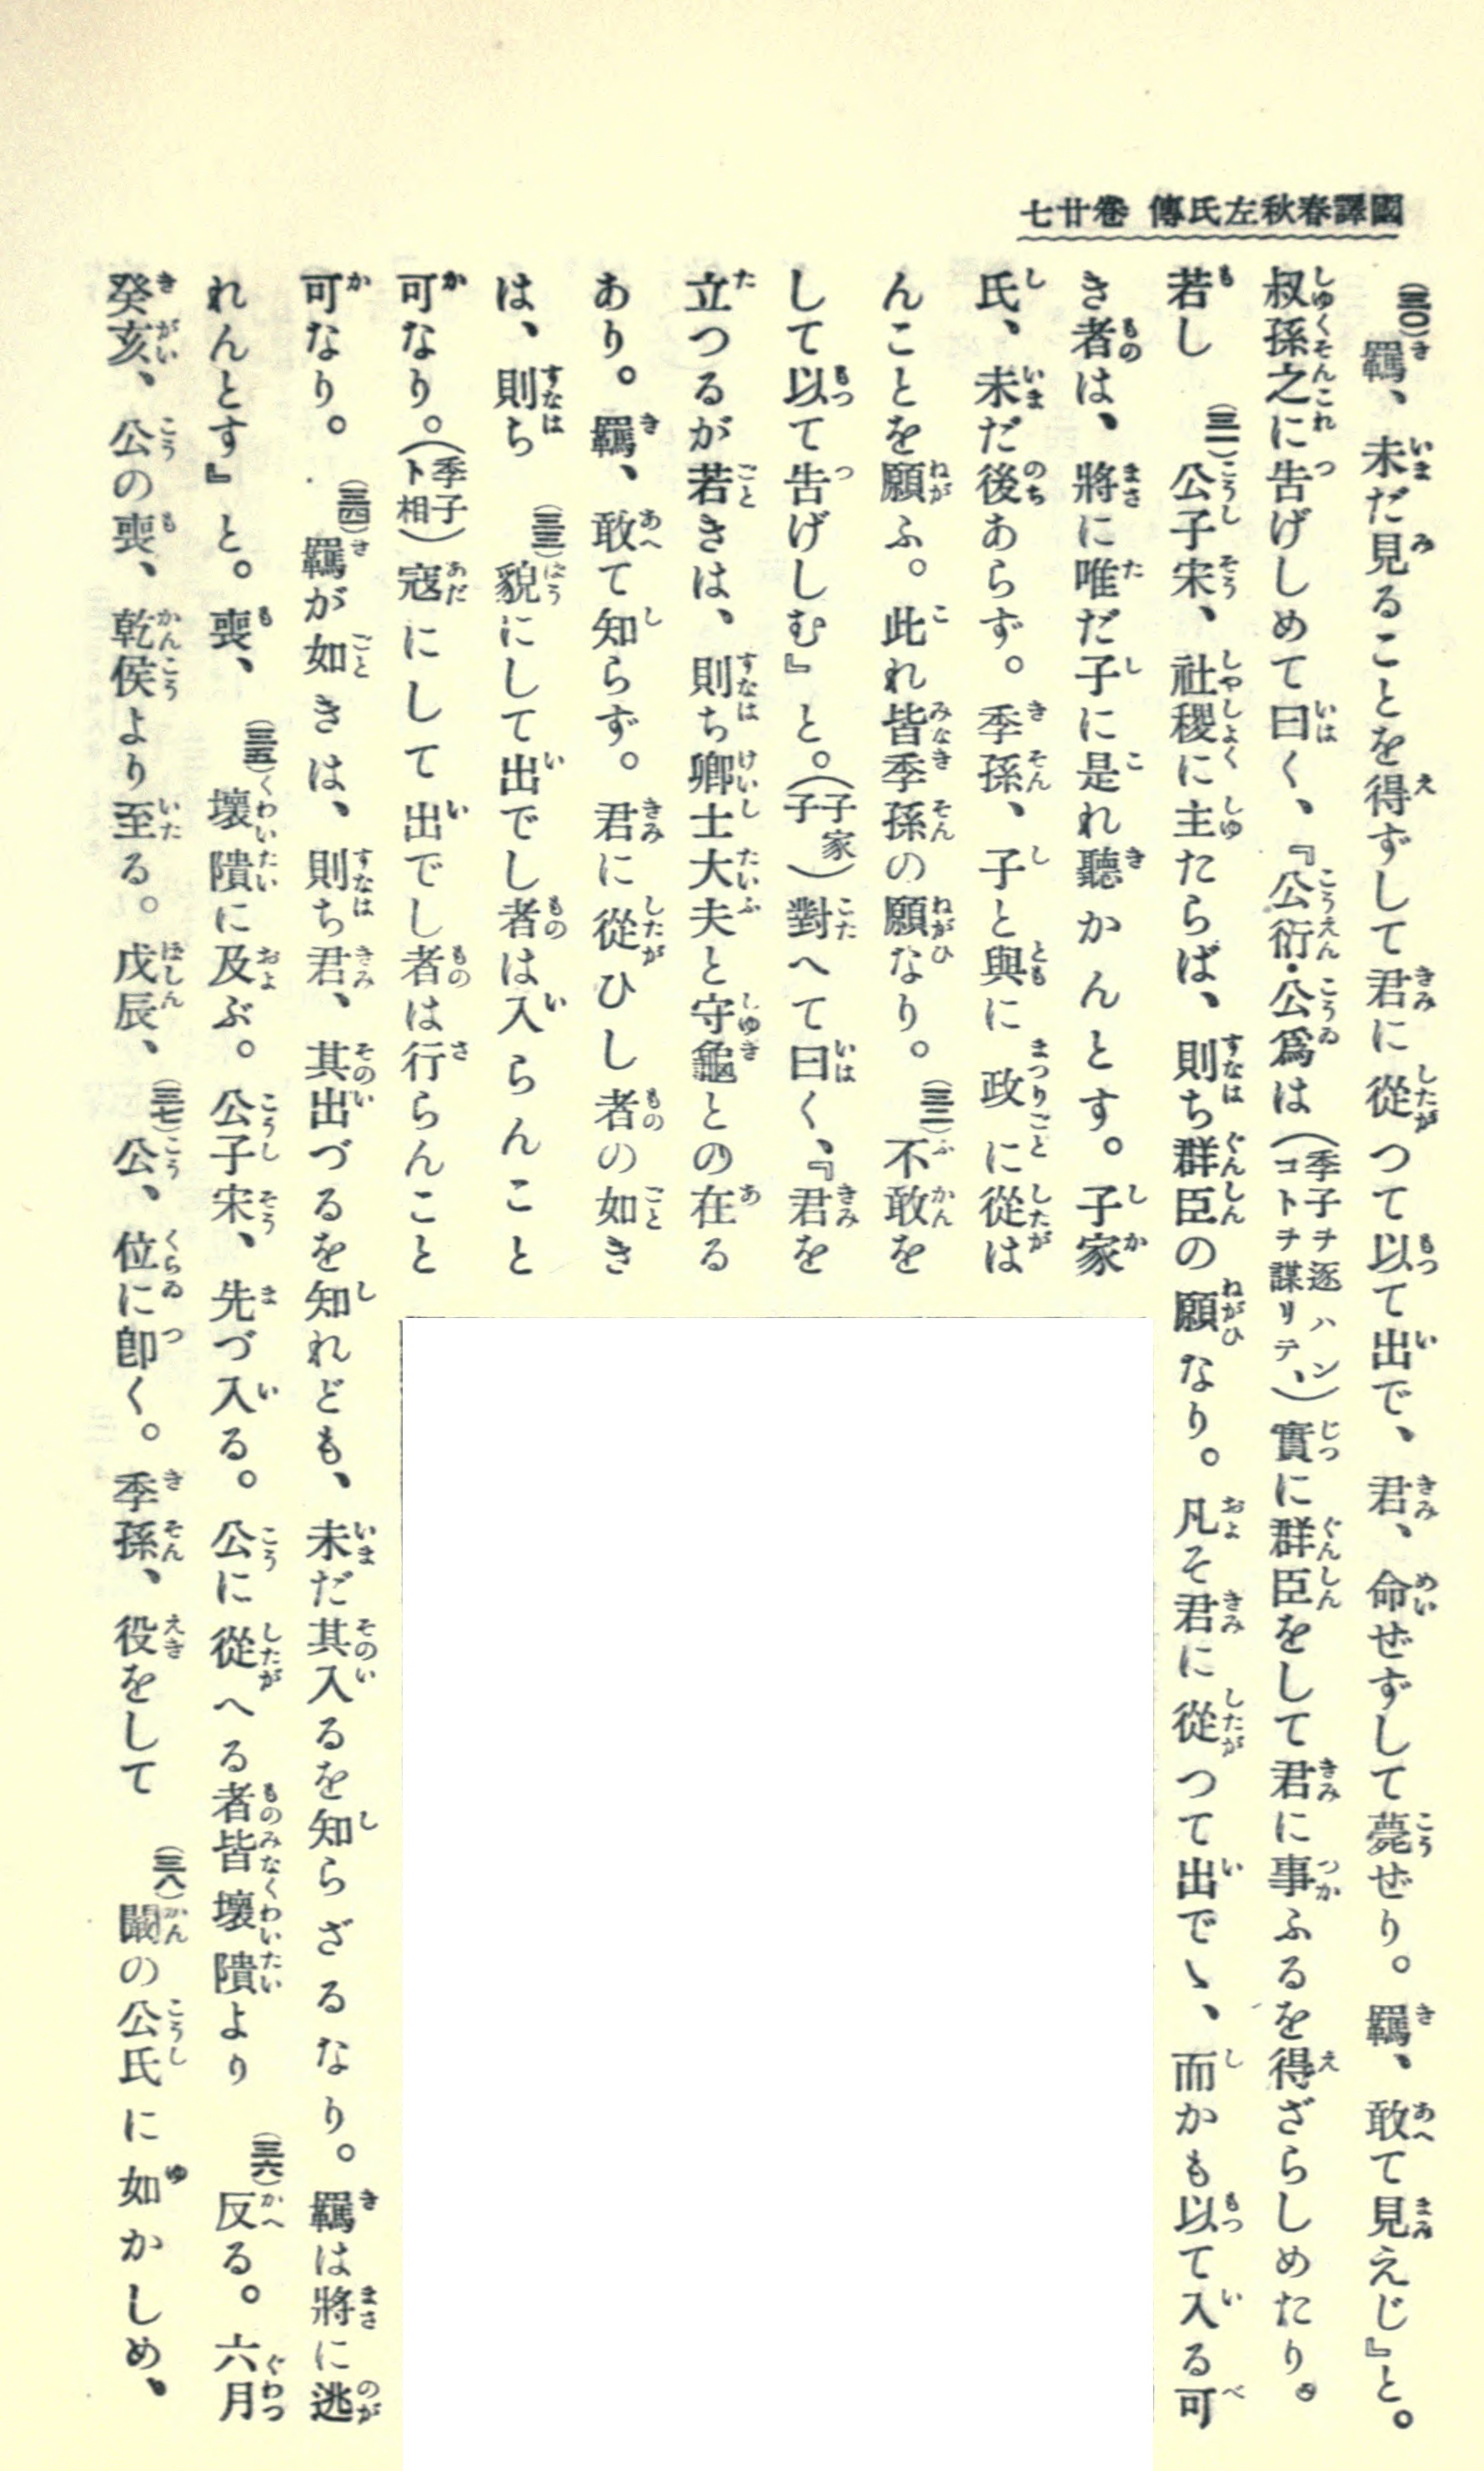 國譯春秋左氏傳 卷廿七
(三〇)羈、未だ見ることを得ずして君に從つて以て出で、君、命ぜずして薨ぜり。羈、敢て見えじ』と。
叔孫之に告げしめて曰く、『公衍・公爲は(季子ヲ逐ハンコトヲ謀リテ、)實に群臣をして君に事ふるを得ざらしめたり。
若し(三一)公子宋、社稷に主たらば、則ち群臣の願なり。凡そ君に從つて出でゝ、而かも以て入る可
き者は、將に唯だ子に是れ聽かんとす。子家
氏、未だ後あらず。季孫、子と與に政に從は
んことを願ふ。此れ皆季孫の願なり。(三二)不敢を
して以て告げしむ』と。(子家子)對へて曰く、『君を
立つるが若きは、則ち卿士大夫と守龜との在る
あり。羈、敢て知らず。君に從ひし者の如き
は、則ち(三三)貌にして出でし者は入らんこと
可なり。(季子ト相)寇にして出でし者は行らんこと
可なり。(三四)羈が如きは、則ち君、其出づるを知れども、未だ其入るを知らざるなり。羈は將に逃
れんとす』と。喪、(三五)壞隤に及ぶ。公子宋、先づ入る。公に從へる者皆壞隤より(三六)反る。六月
癸亥、公の喪、乾侯より至る。戊辰、(三七)公、位に卽く。季孫、役をして(三八)闞の公氏に如かしめ、